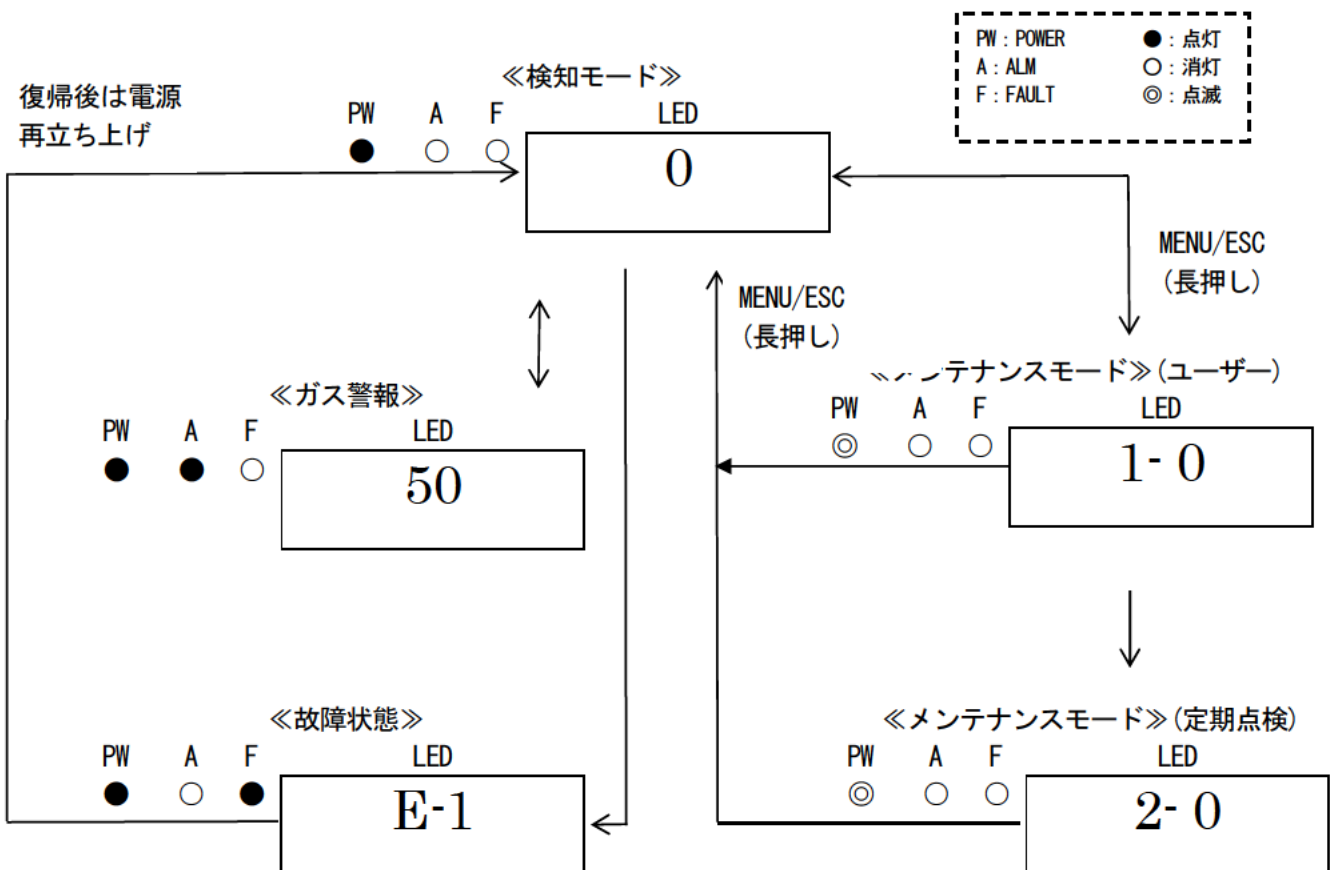 PW：POWER ●：点灯
A：ALM ○：消灯
F：FAULT ◎：点滅
≪検知モード≫
復帰後は電源
再立ち上げ
PW A F LED
● ○ ○
0
MENU/ESC
(長押し)
MENU/ESC
(長押し)
≪ガス警報≫
PW A F LED
● ● ○
50
≪メンテナンスモード≫(ユーザー)
PW A F LED
◎ ○ ○
1- 0
≪故障状態≫
PW A F LED
● ○ ●
E-1
≪メンテナンスモード≫(定期点検)
PW A F LED
◎ ○ ○
2- 0